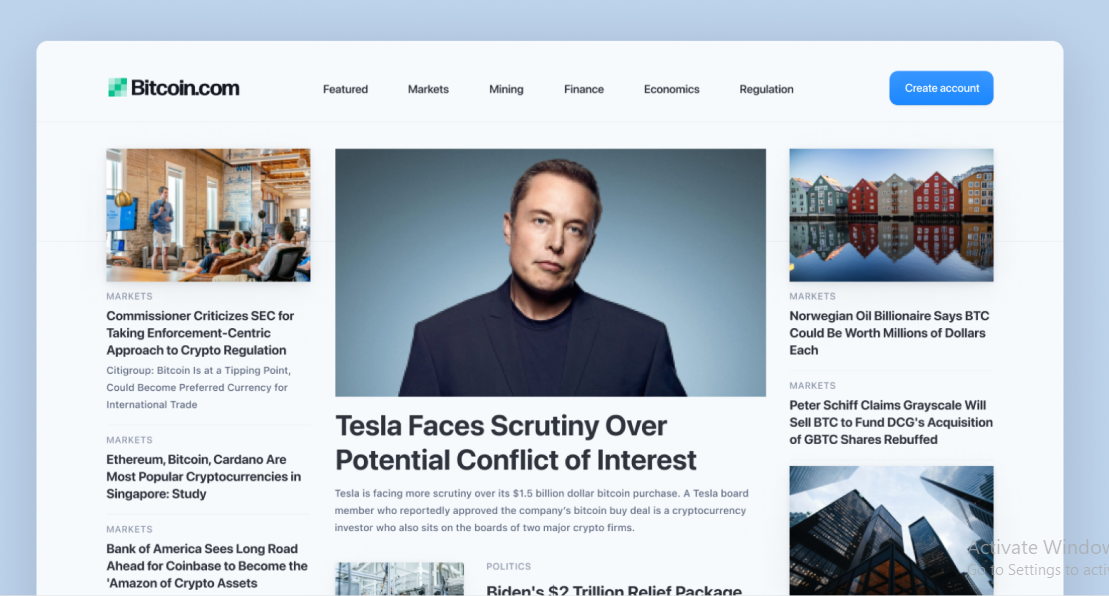 Bitcoin.com
Featured
Markets
Mining
Finance
Economics
Regulation
Create account
WIN
MARKETS
Commissioner Criticizes SEC for
Taking Enforcement-Centric
Approach to Crypto Regulation
Citigroup: Bitcoin Is at a Tipping Point,
Could Become Preferred Currency for
International Trade
MARKETS
Ethereum, Bitcoin, Cardano Are
Most Popular Cryptocurrencies in
Singapore: Study
MARKETS
Bank of America Sees Long Road
Ahead for Coinbase to Become the
'Amazon of Crypto Assets
Tesla Faces Scrutiny Over
Potential Conflict of Interest
Tesla is facing more scrutiny over its $1.5 billion dollar bitcoin purchase. A Tesla board
member who reportedly approved the company's bitcoin buy deal is a cryptocurrency
investor who also sits on the boards of two major crypto firms.
POLITICS
Biden's $2 Trillion Relief Package
MARKETS
Norwegian Oil Billionaire Says BTC
Could Be Worth Millions of Dollars
Each
MARKETS
Peter Schiff Claims Grayscale Will
Sell BTC to Fund DCG's Acquisition
of GBTC Shares Rebuffed
Activate Window
Go to Settings to activ